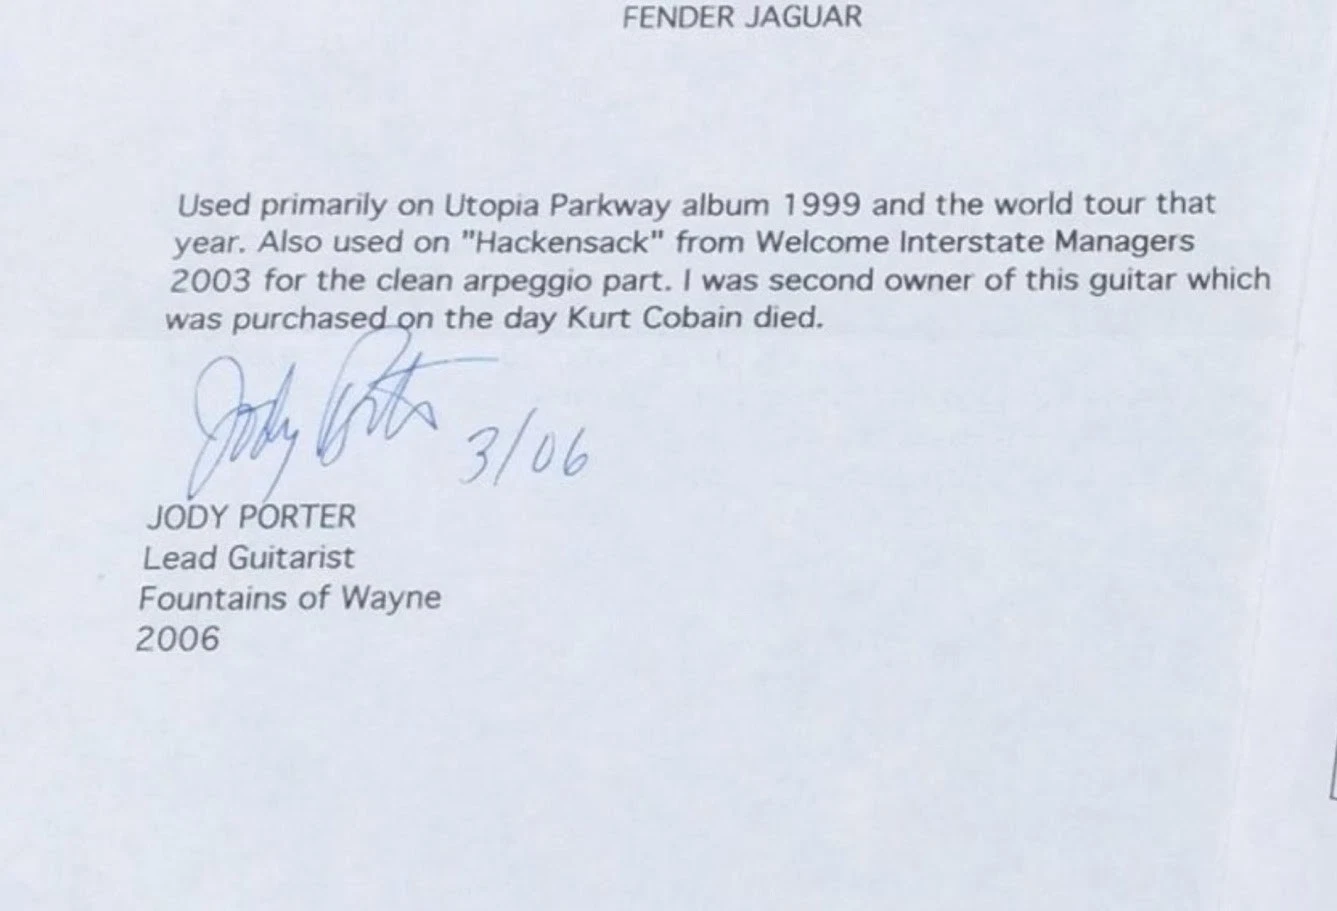 FENDER JAGUAR
Used primarily on Utopia Parkway album 1999 and the world tour that
year. Also used on "Hackensack" from Welcome Interstate Managers
2003 for the clean arpeggio part. I was second owner of this guitar which
was purchased on the day Kurt Cobain died.
Jody Porter 3/06
JODY PORTER
Lead Guitarist
Fountains of Wayne
2006